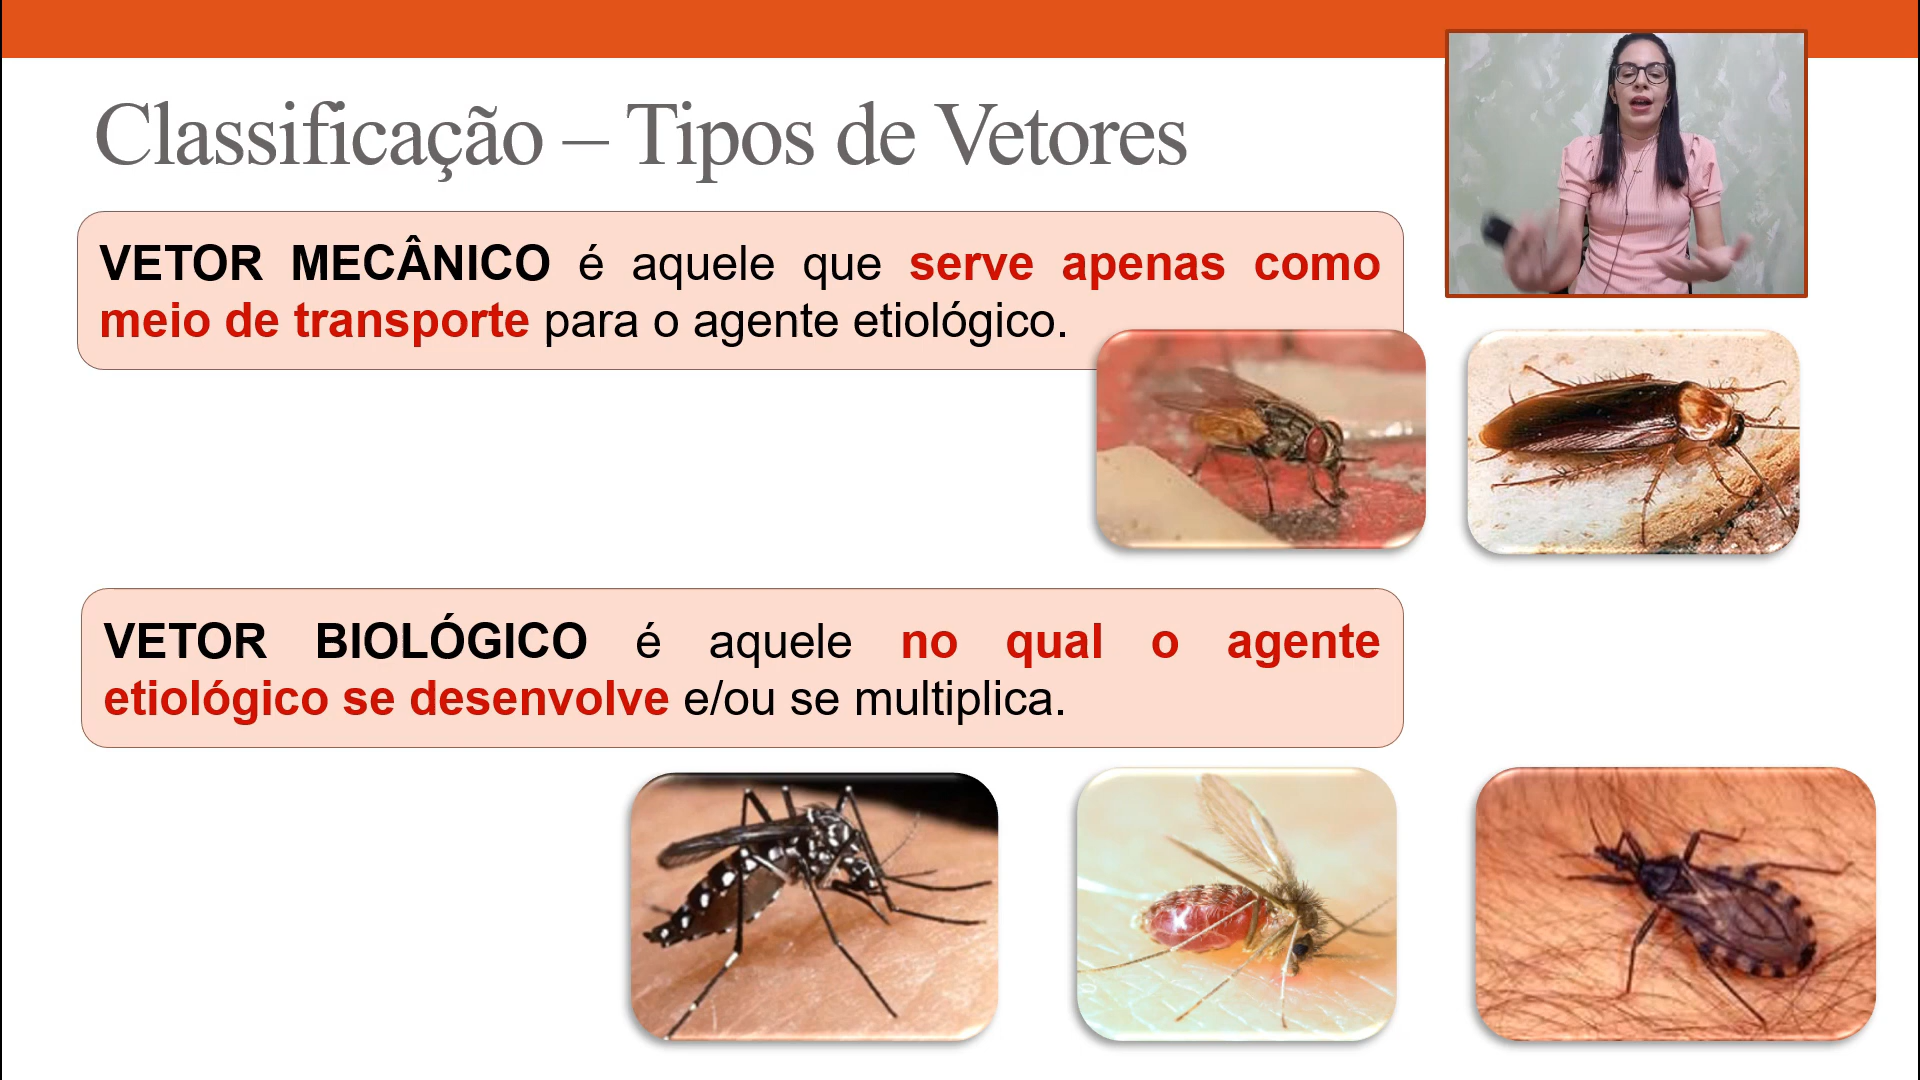 Classificação – Tipos de Vetores
VETOR MECÂNICO é aquele que serve apenas como
meio de transporte para o agente etiológico.
VETOR BIOLÓGICO é aquele no qual o agente
etiológico se desenvolve e/ou se multiplica.